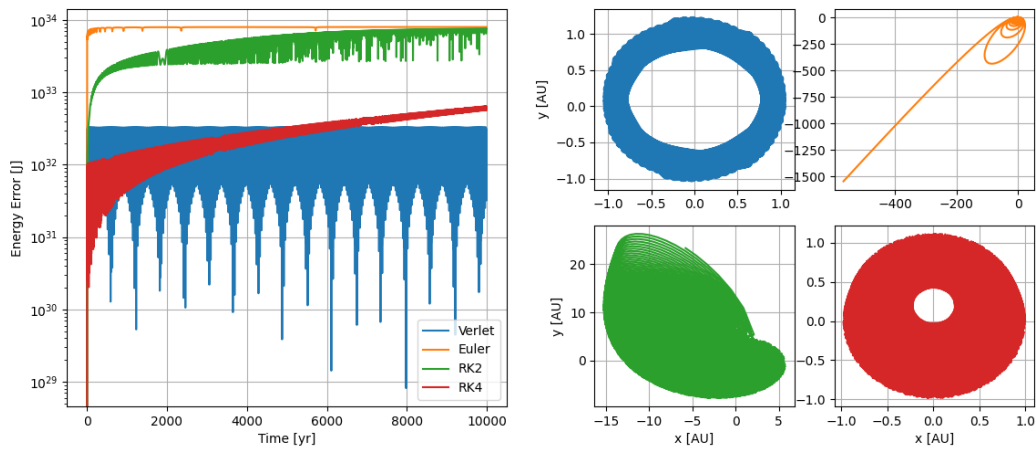 Energy Error [J]
10³⁴
10³³
10³²
10³¹
10³⁰
10²⁹
0 2000 4000 6000 8000 10000
Time [yr]
Verlet
Euler
RK2
RK4
y [AU]
1.0
0.5
0.0
−0.5
−1.0
−1.0 −0.5 0.0 0.5 1.0
0
−250
−500
−750
−1000
−1250
−1500
−400 −200 0
y [AU]
20
10
0
−15 −10 −5 0 5
x [AU]
1.0
0.5
0.0
−0.5
−1.0
−1.0 −0.5 0.0 0.5 1.0
x [AU]